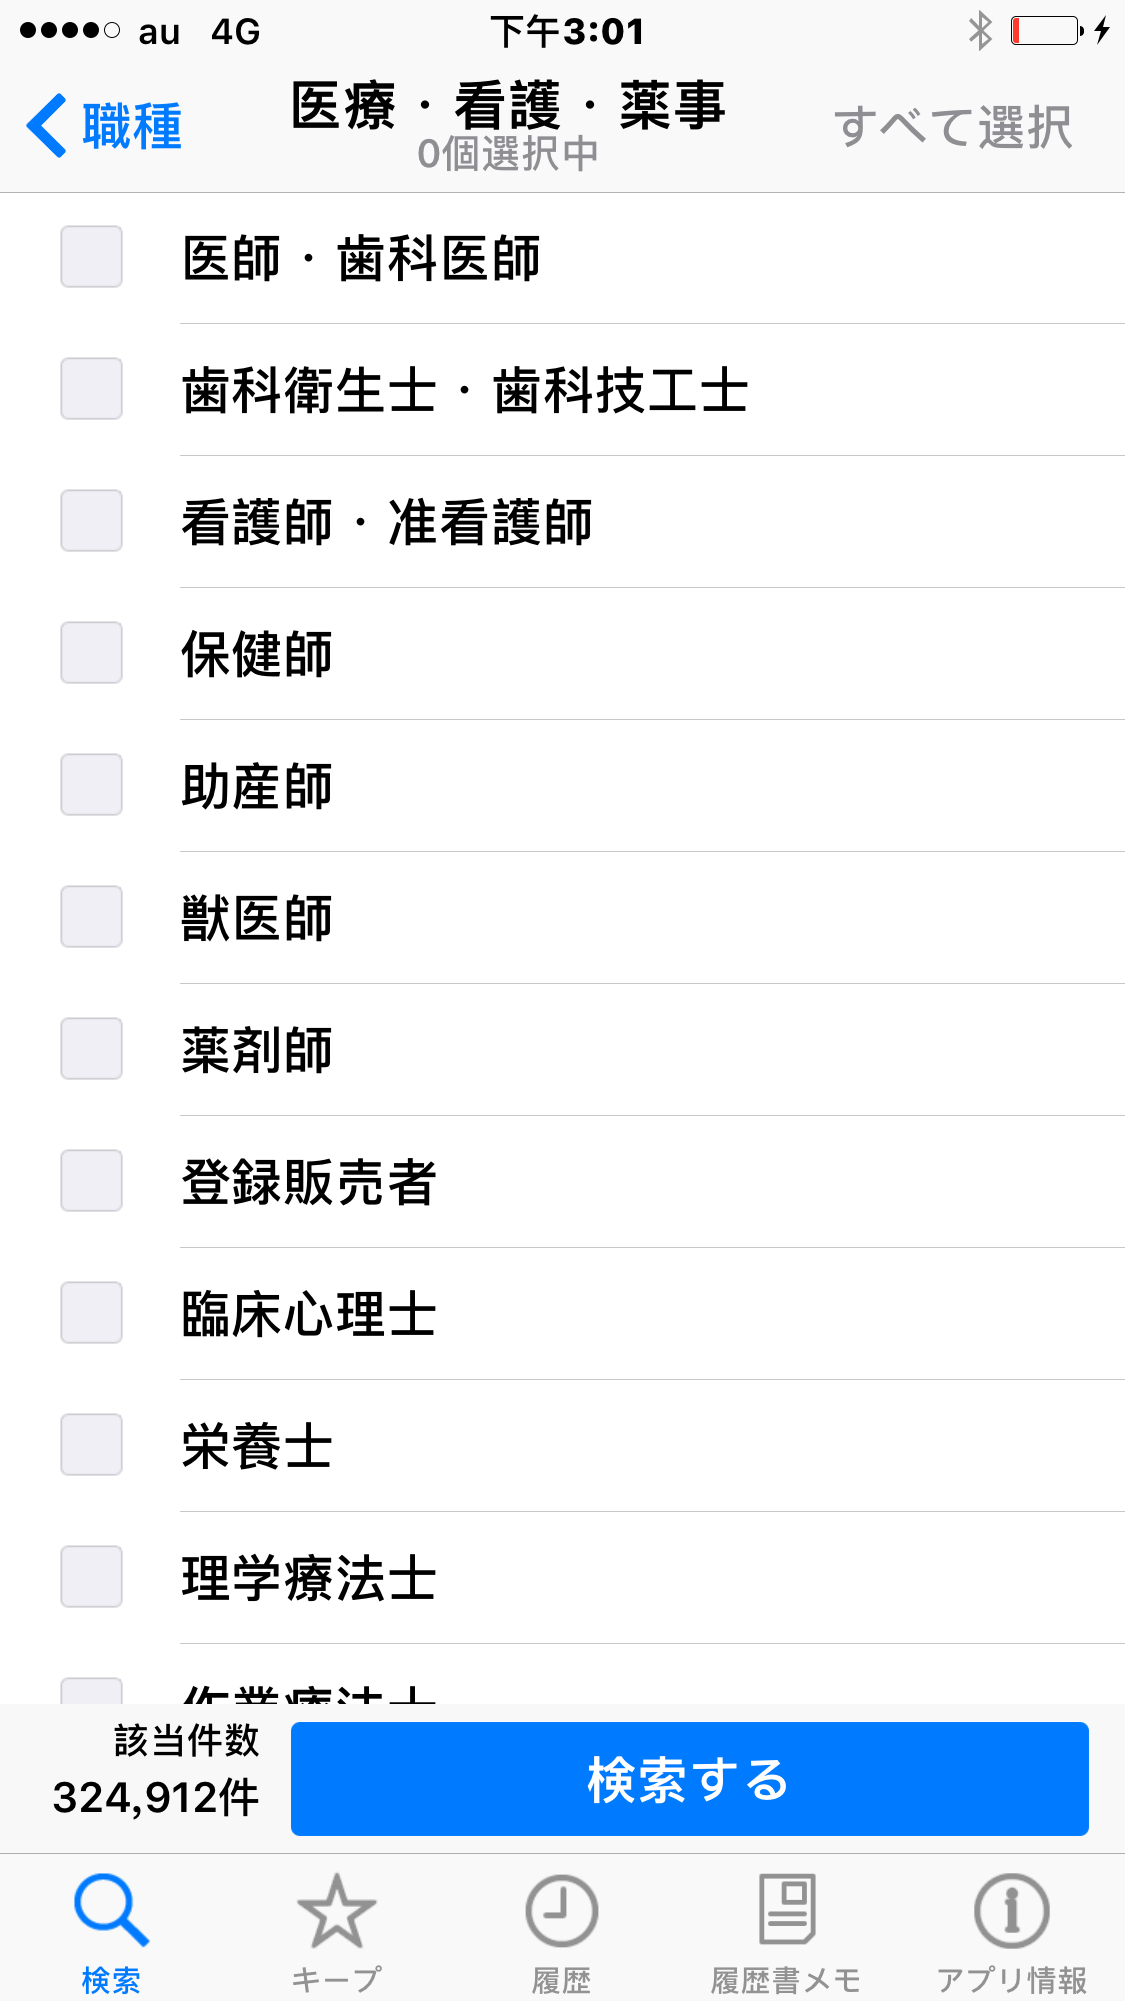 au 4G 下午3:01
職種
医療・看護・薬事
0個選択中
すべて選択
医師・歯科医師
歯科衛生士・歯科技工士
看護師・准看護師
保健師
助産師
獣医師
薬剤師
登録販売者
臨床心理士
栄養士
理学療法士
作業療法士
該当件数
324,912件
検索する
検索
キープ
履歴
履歴書メモ
アプリ情報